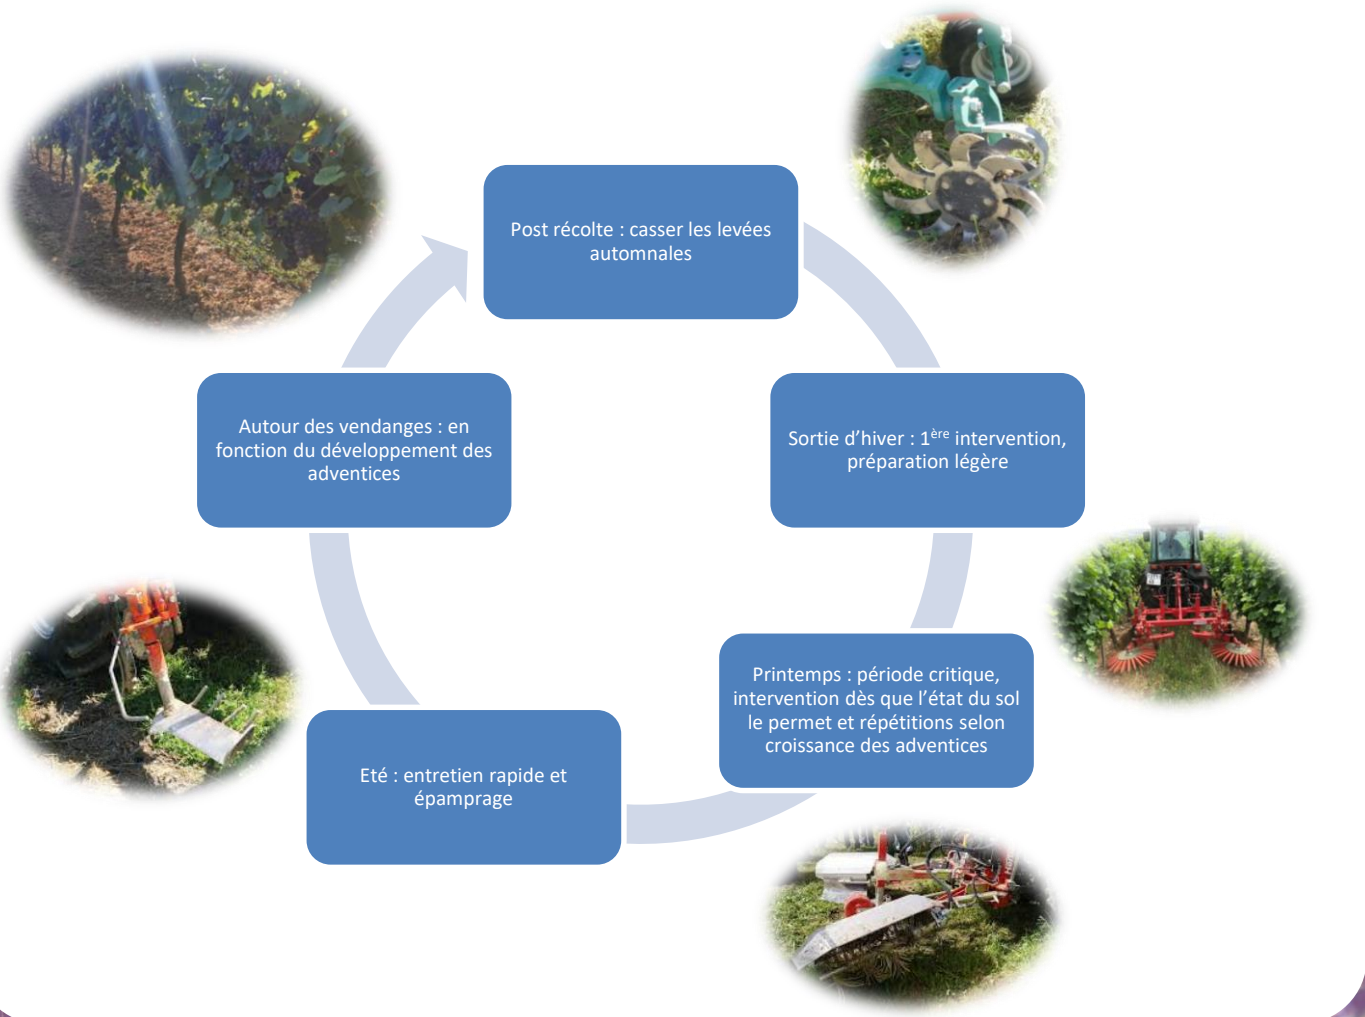 Post récolte : casser les levées
automnales
Sortie d’hiver : 1ère intervention,
préparation légère
Printemps : période critique,
intervention dès que l’état du sol
le permet et répétitions selon
croissance des adventices
Eté : entretien rapide et
épamprage
Autour des vendanges : en
fonction du développement des
adventices